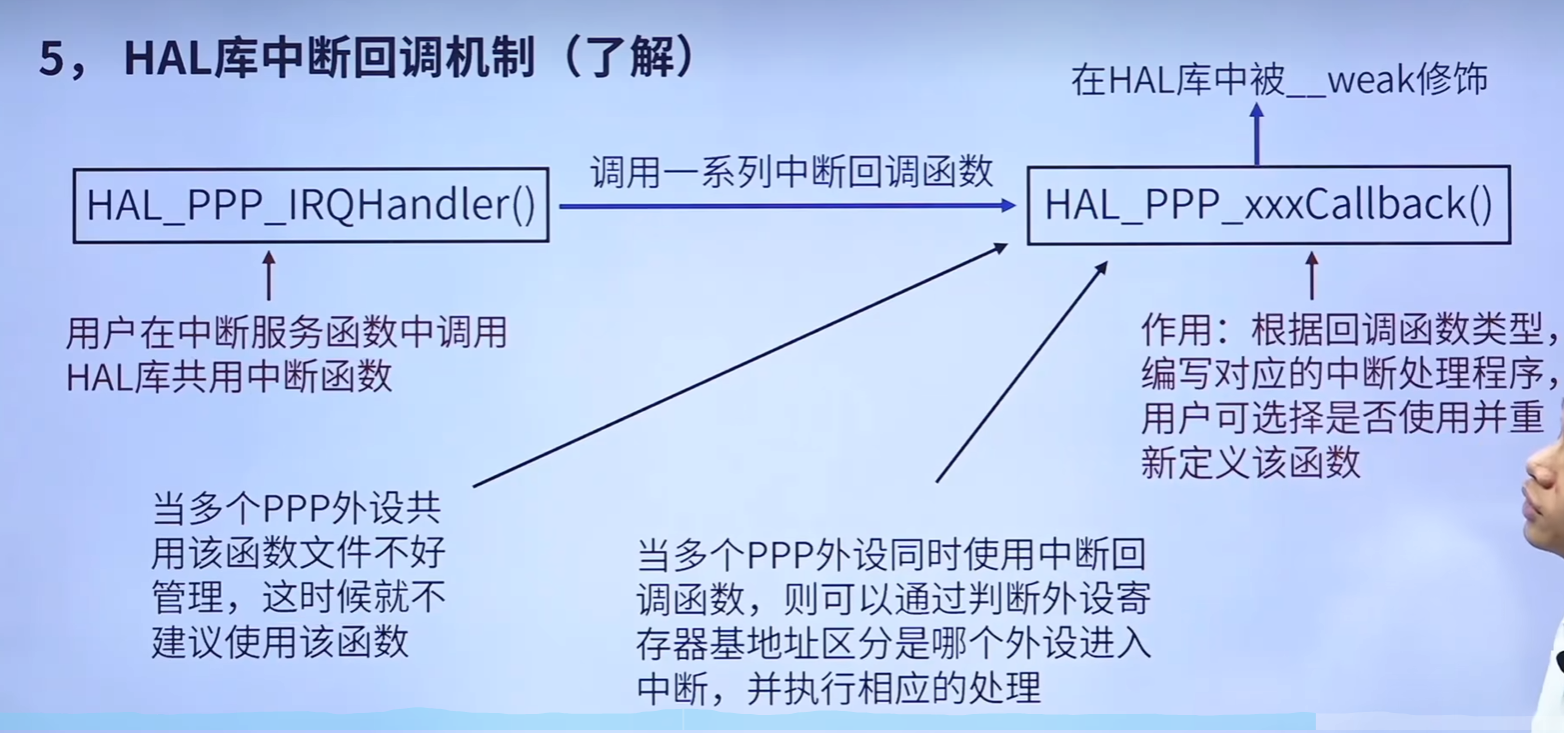 5， HAL库中断回调机制（了解）
在HAL库中被__weak修饰
HAL_PPP_IRQHandler()
调用一系列中断回调函数
HAL_PPP_xxxCallback()
用户在中断服务函数中调用
HAL库共用中断函数
作用：根据回调函数类型，
编写对应的中断处理程序，
用户可选择是否使用并重
新定义该函数
当多个PPP外设共
用该函数文件不好
管理，这时候就不
建议使用该函数
当多个PPP外设同时使用中断回
调函数，则可以通过判断外设寄
存器基地址区分是哪个外设进入
中断，并执行相应的处理